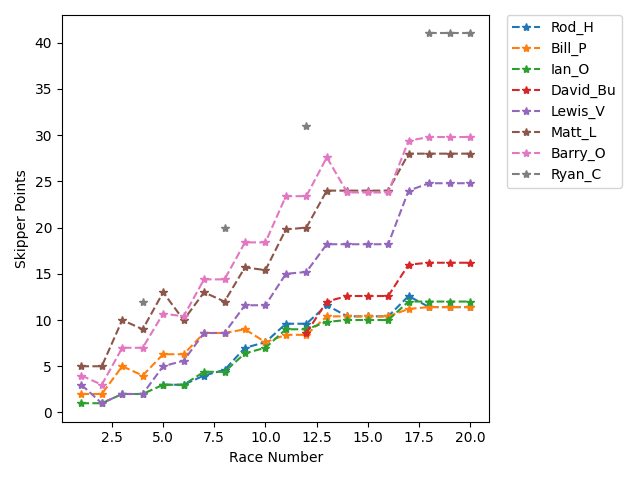 40
35
30
25
20
15
10
5
0
Skipper Points
2.5 5.0 7.5 10.0 12.5 15.0 17.5 20.0
Race Number
Rod_H
Bill_P
Ian_O
David_Bu
Lewis_V
Matt_L
Barry_O
Ryan_C